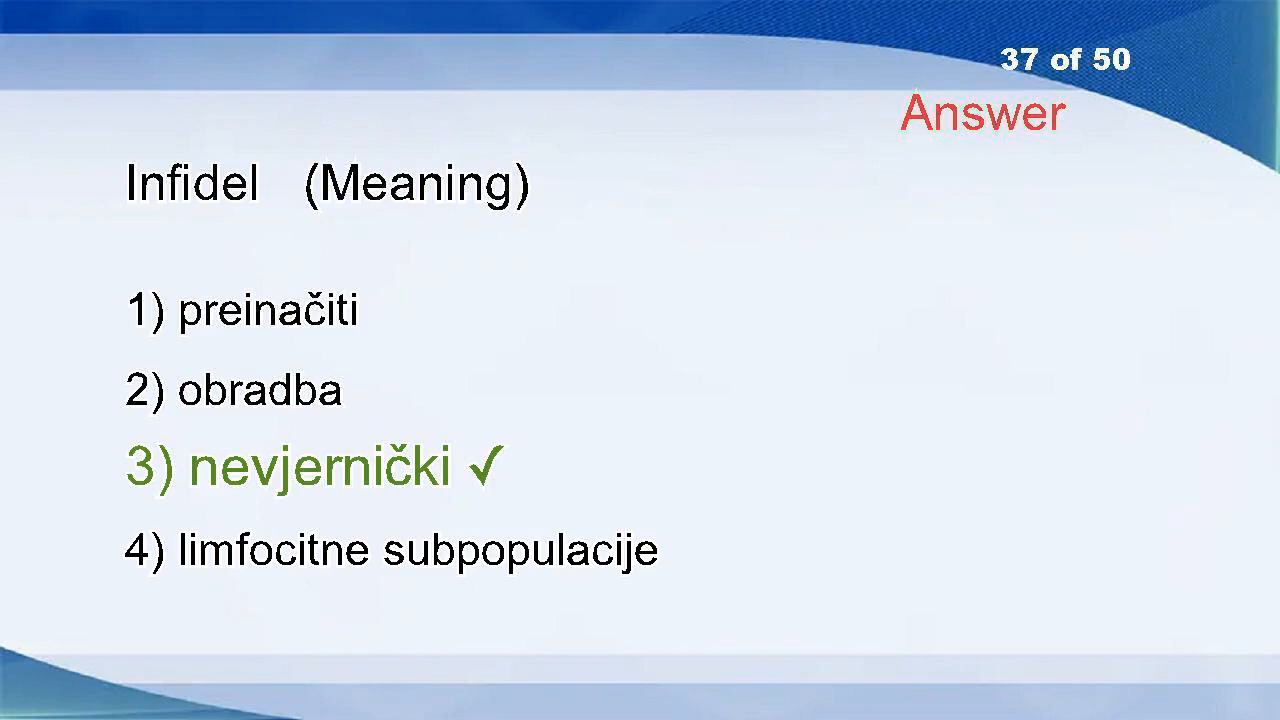 37 of 50
Answer
Infidel (Meaning)
1) preinačiti
2) obradba
3) nevjernički ✓
4) limfocitne subpopulacije